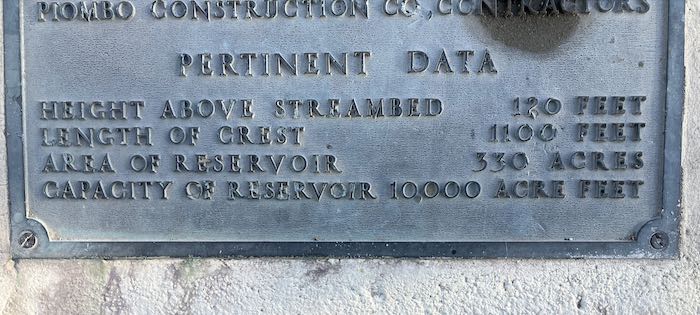 PIOMBO CONSTRUCTION CO., CONTRACTORS
PERTINENT DATA
HEIGHT ABOVE STREAMBED 120 FEET
LENGTH OF CREST 1100 FEET
AREA OF RESERVOIR 330 ACRES
CAPACITY OF RESERVOIR 10,000 ACRE FEET